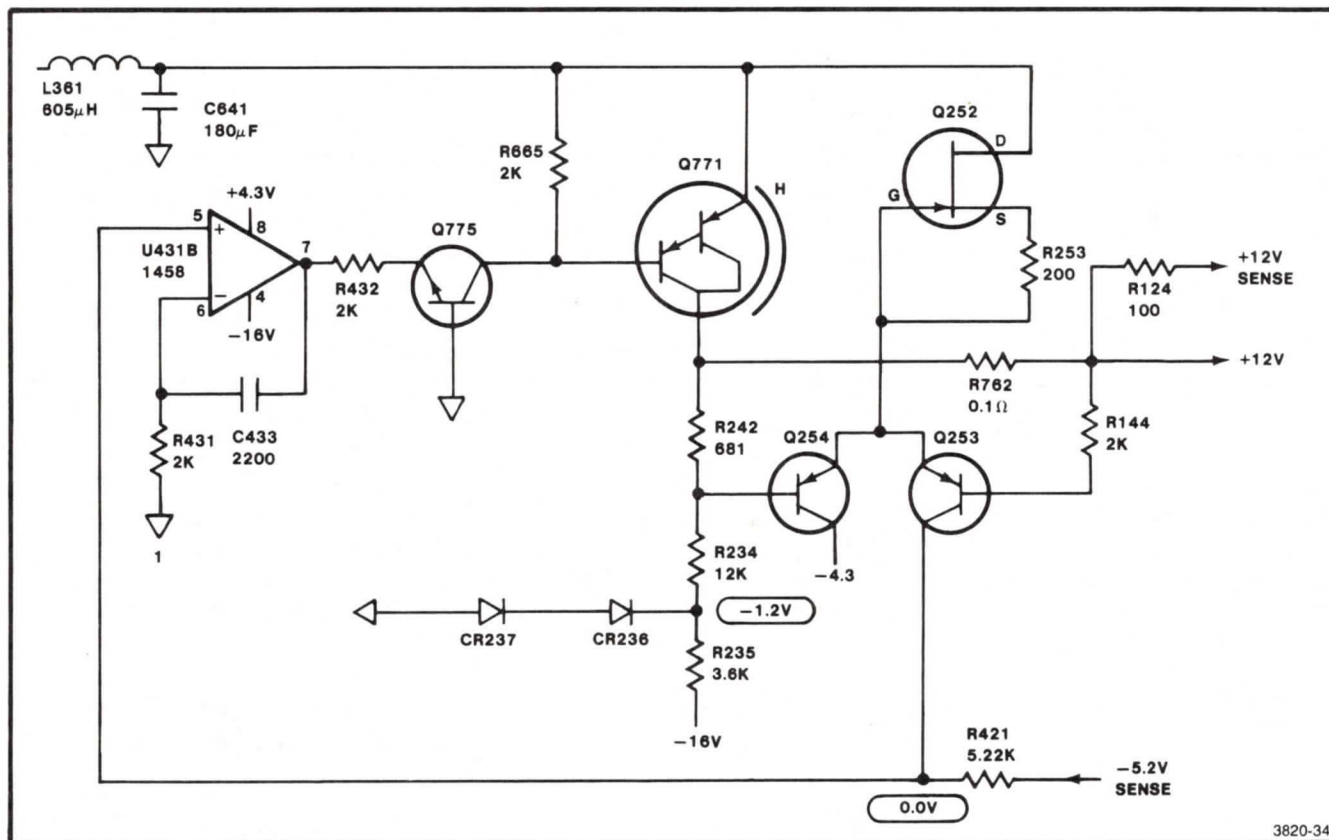 L361
605µH
C641
180µF
R665
2K
Q771
H
Q252
D
G
S
R253
200
+4.3V
5
+
8
U431B
1458
7
−
6
4
−16V
R432
2K
Q775
R124
100
+12V
SENSE
+12V
R762
0.1Ω
R431
2K
C433
2200
1
R242
681
Q254
Q253
R144
2K
R234
12K
−4.3
−1.2V
CR237
CR236
R235
3.6K
−16V
R421
5.22K
−5.2V
SENSE
0.0V
3820-34